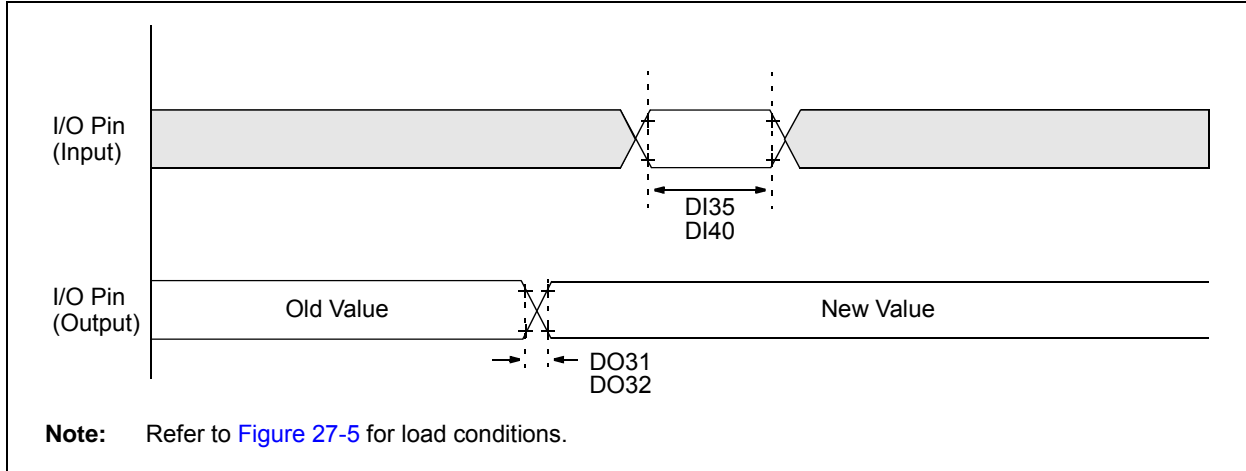 I/O Pin
(Input)
DI35
DI40
I/O Pin
(Output)
Old Value
New Value
DO31
DO32
Note: Refer to Figure 27-5 for load conditions.